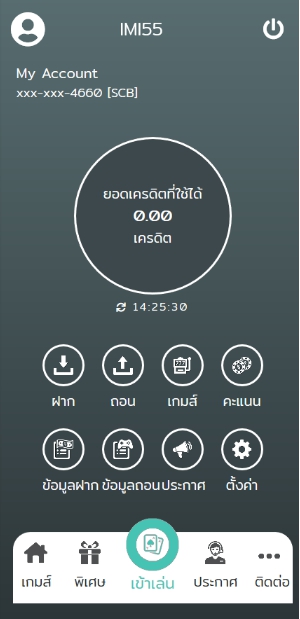 IMI55
My Account
xxx-xxx-4660 [SCB]
ยอดเครดิตที่ใช้ได้
0.00
เครดิต
14:25:30
ฝาก ถอน เกมส์ คะแนน
ข้อมูลฝาก ข้อมูลถอน ประกาศ ตั้งค่า
เกมส์ พิเศษ เข้าเล่น ประกาศ ติดต่อ